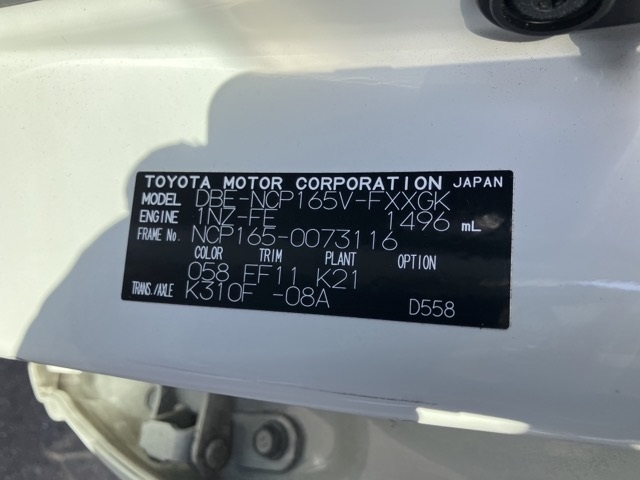 TOYOTA MOTOR CORPORATION JAPAN
MODEL DBE-NCP165V-FXXGK
ENGINE 1NZ-FE 1496 mL
FRAME No. NCP165-0073116
COLOR TRIM PLANT OPTION
058 FF11 K21
TRANS./AXLE K310F -08A
D558